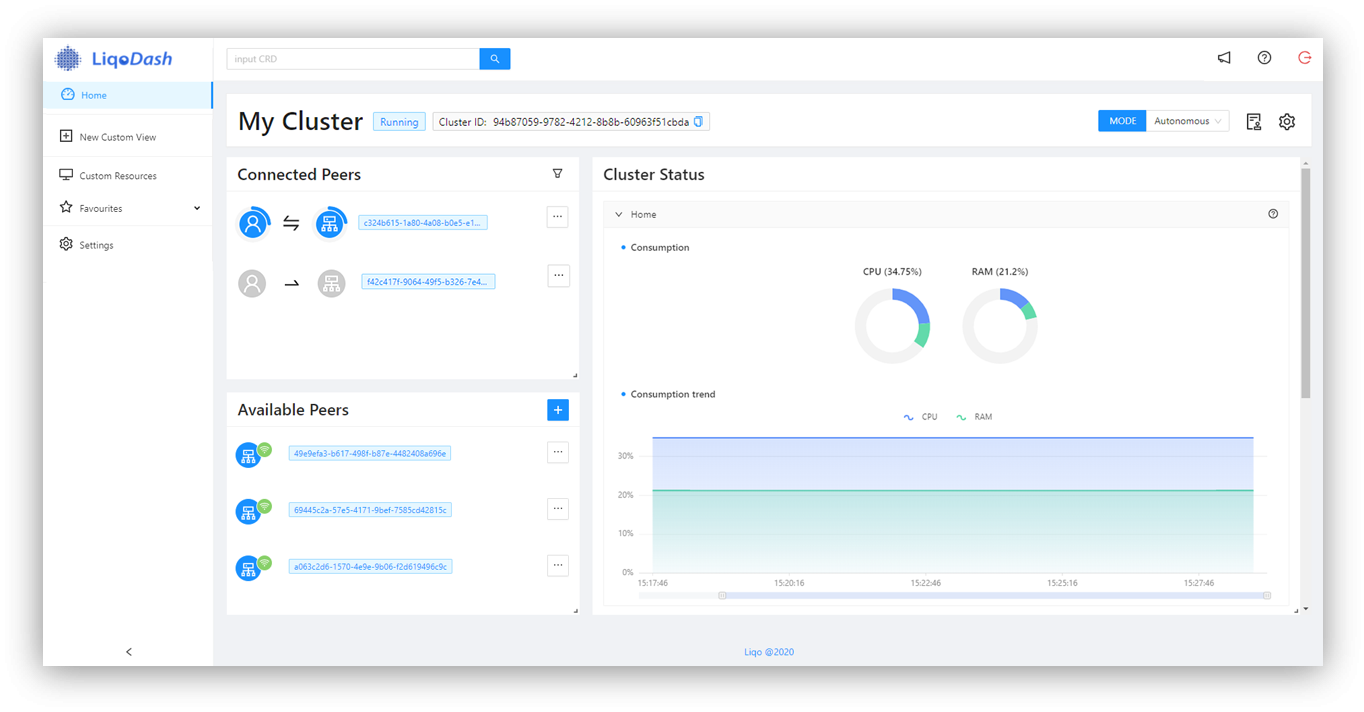 LiqoDash
input CRD
Home
New Custom View
Custom Resources
Favourites
Settings
My Cluster
Running
Cluster ID: 94b87059-9782-4212-8b8b-60963f51cbda
MODE
Autonomous
Connected Peers
c324b615-1a80-4a08-b0e5-e1...
f42c417f-9064-49f5-b326-7e4...
Available Peers
49e9efa3-b617-498f-b87e-4482408a696e
69445c2a-57e5-4171-9bef-7585cd42815c
a063c2d6-1570-4e9e-9b06-f2d619496c9c
Cluster Status
Home
Consumption
CPU (34.75%) RAM (21.2%)
Consumption trend
CPU RAM
30%
20%
10%
0%
15:17:46 15:20:16 15:22:46 15:25:16 15:27:46
Liqo @2020